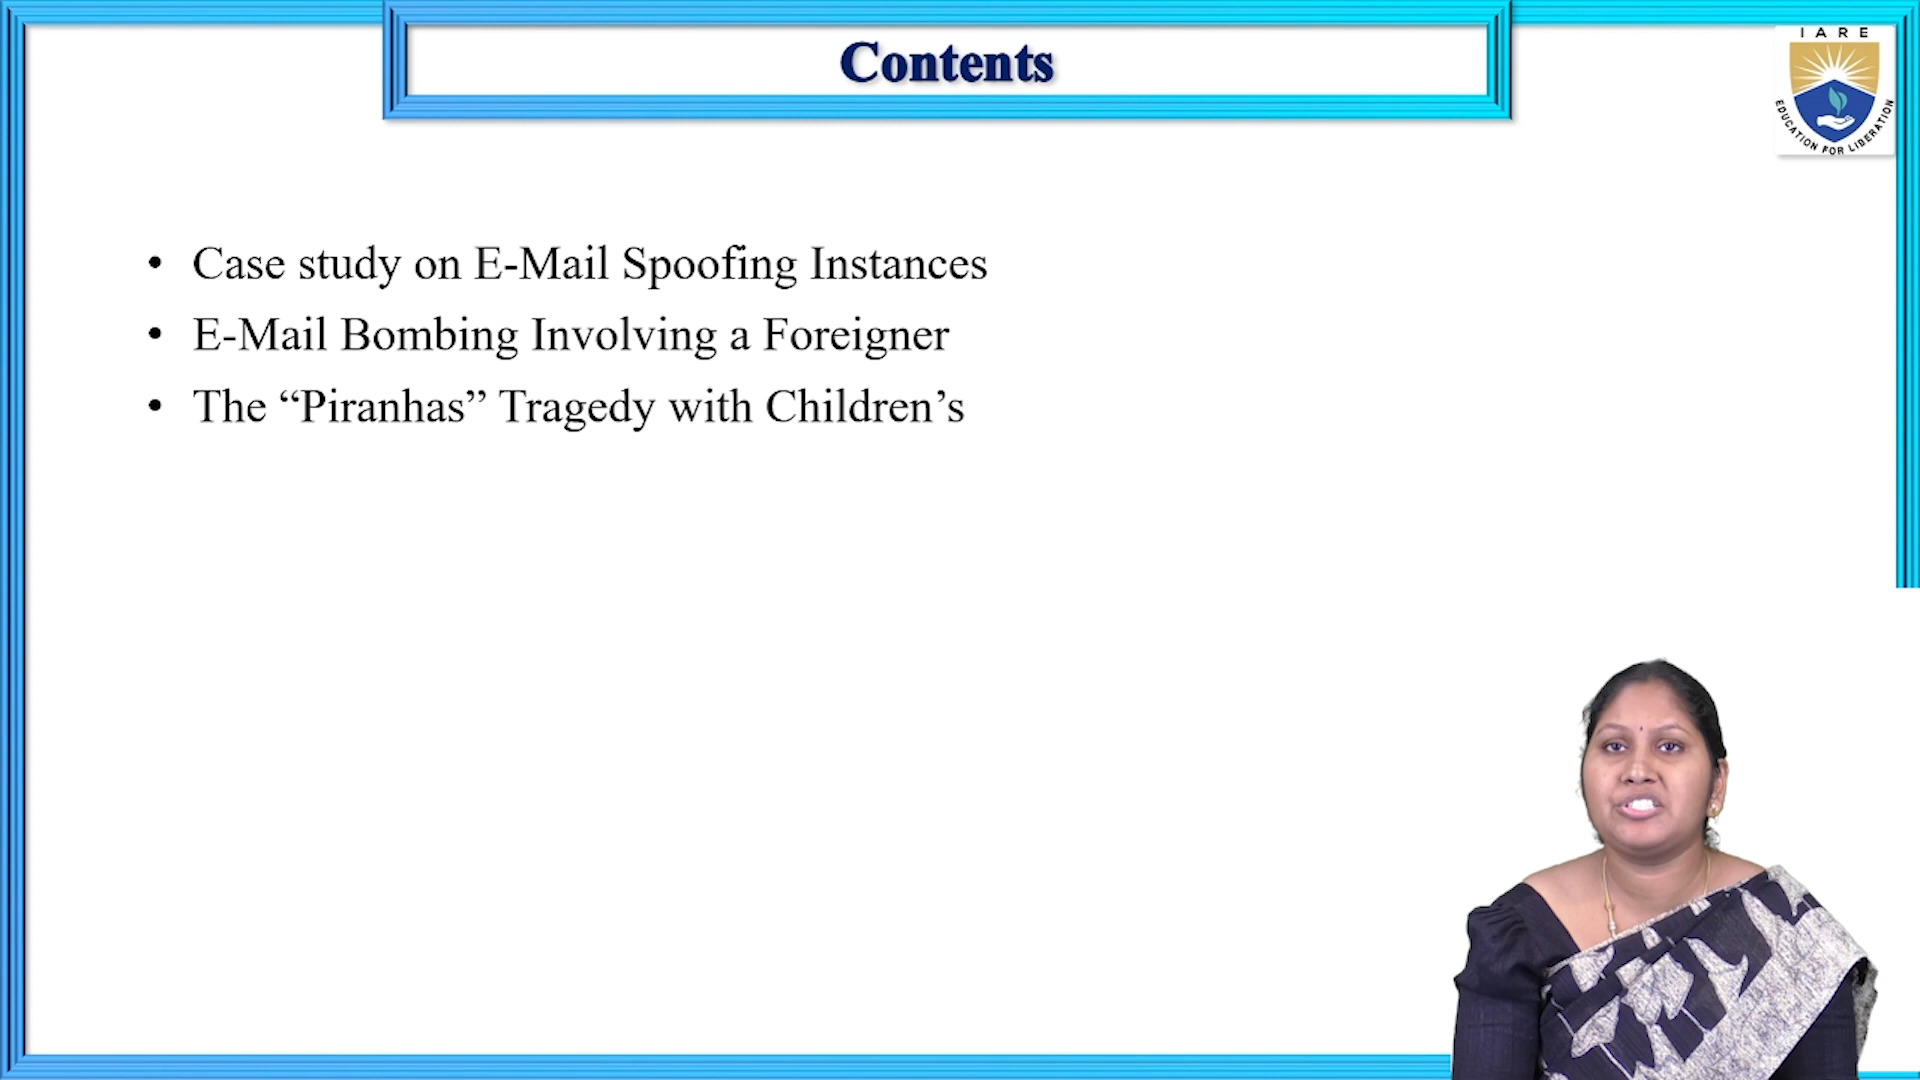 Contents
I A R E
EDUCATION FOR LIBERATION
• Case study on E-Mail Spoofing Instances
• E-Mail Bombing Involving a Foreigner
• The “Piranhas” Tragedy with Children’s